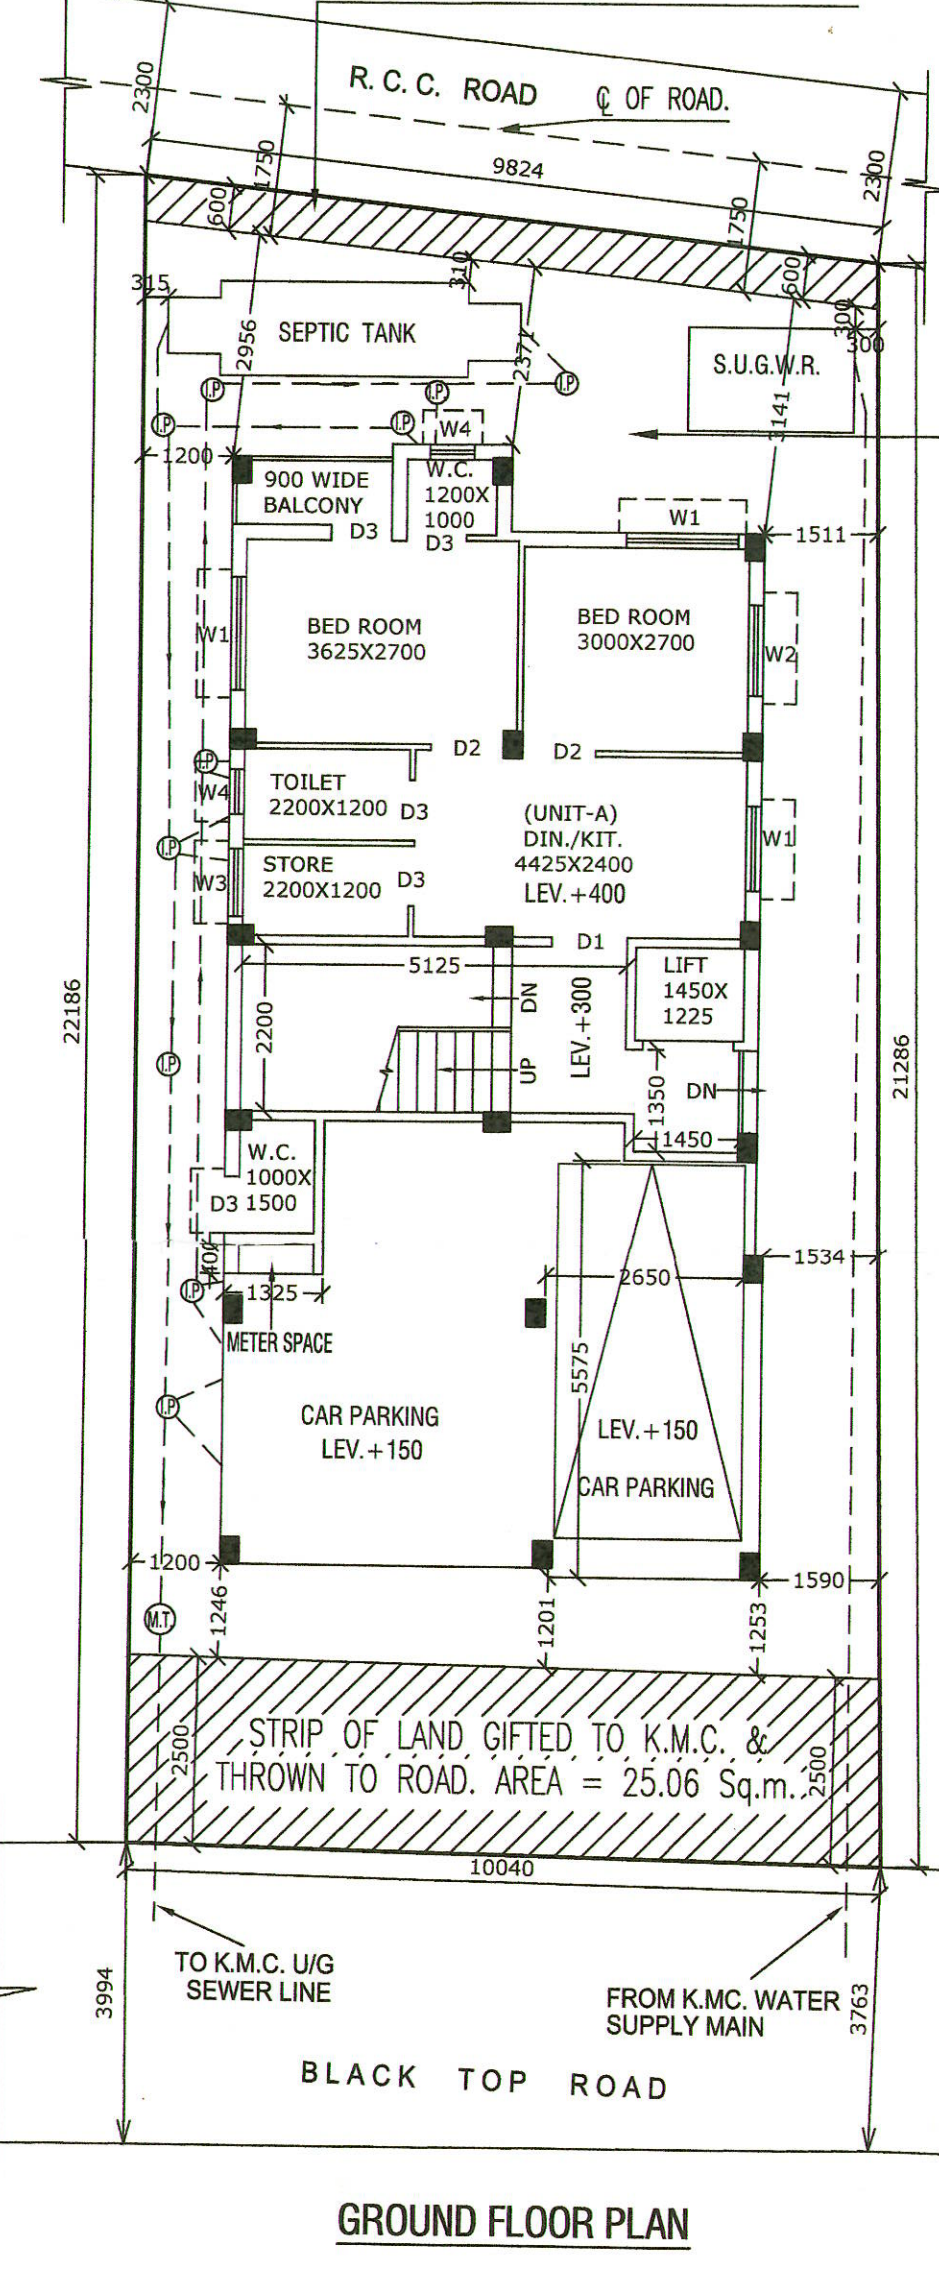 R. C. C. ROAD
℄ OF ROAD.
2300
1750
9824
2300
600
1750
600
315
310
300
300
SEPTIC TANK
2956
2371
S.U.G.W.R.
3141
I.P
I.P
I.P
I.P
I.P
W4
1200
900 WIDE
BALCONY
W.C.
1200X
1000
D3
D3
W1
1511
BED ROOM
3625X2700
BED ROOM
3000X2700
W1
W2
D2
D2
I.P
W4
TOILET
2200X1200
D3
(UNIT-A)
DIN./KIT.
4425X2400
LEV.+400
W1
I.P
W3
STORE
2200X1200
D3
D1
5125
LIFT
1450X
1225
22186
2200
DN
LEV.+300
UP
21286
I.P
1350
DN
1450
W.C.
1000X
1500
D3
400
1534
I.P
1325
2650
METER SPACE
5575
I.P
CAR PARKING
LEV.+150
LEV.+150
CAR PARKING
1200
1590
M.T.
1246
1201
1253
2500
STRIP OF LAND GIFTED TO K.M.C. &
THROWN TO ROAD. AREA = 25.06 Sq.m.
2500
10040
3994
TO K.M.C. U/G
SEWER LINE
FROM K.MC. WATER
SUPPLY MAIN
3763
BLACK TOP ROAD
GROUND FLOOR PLAN